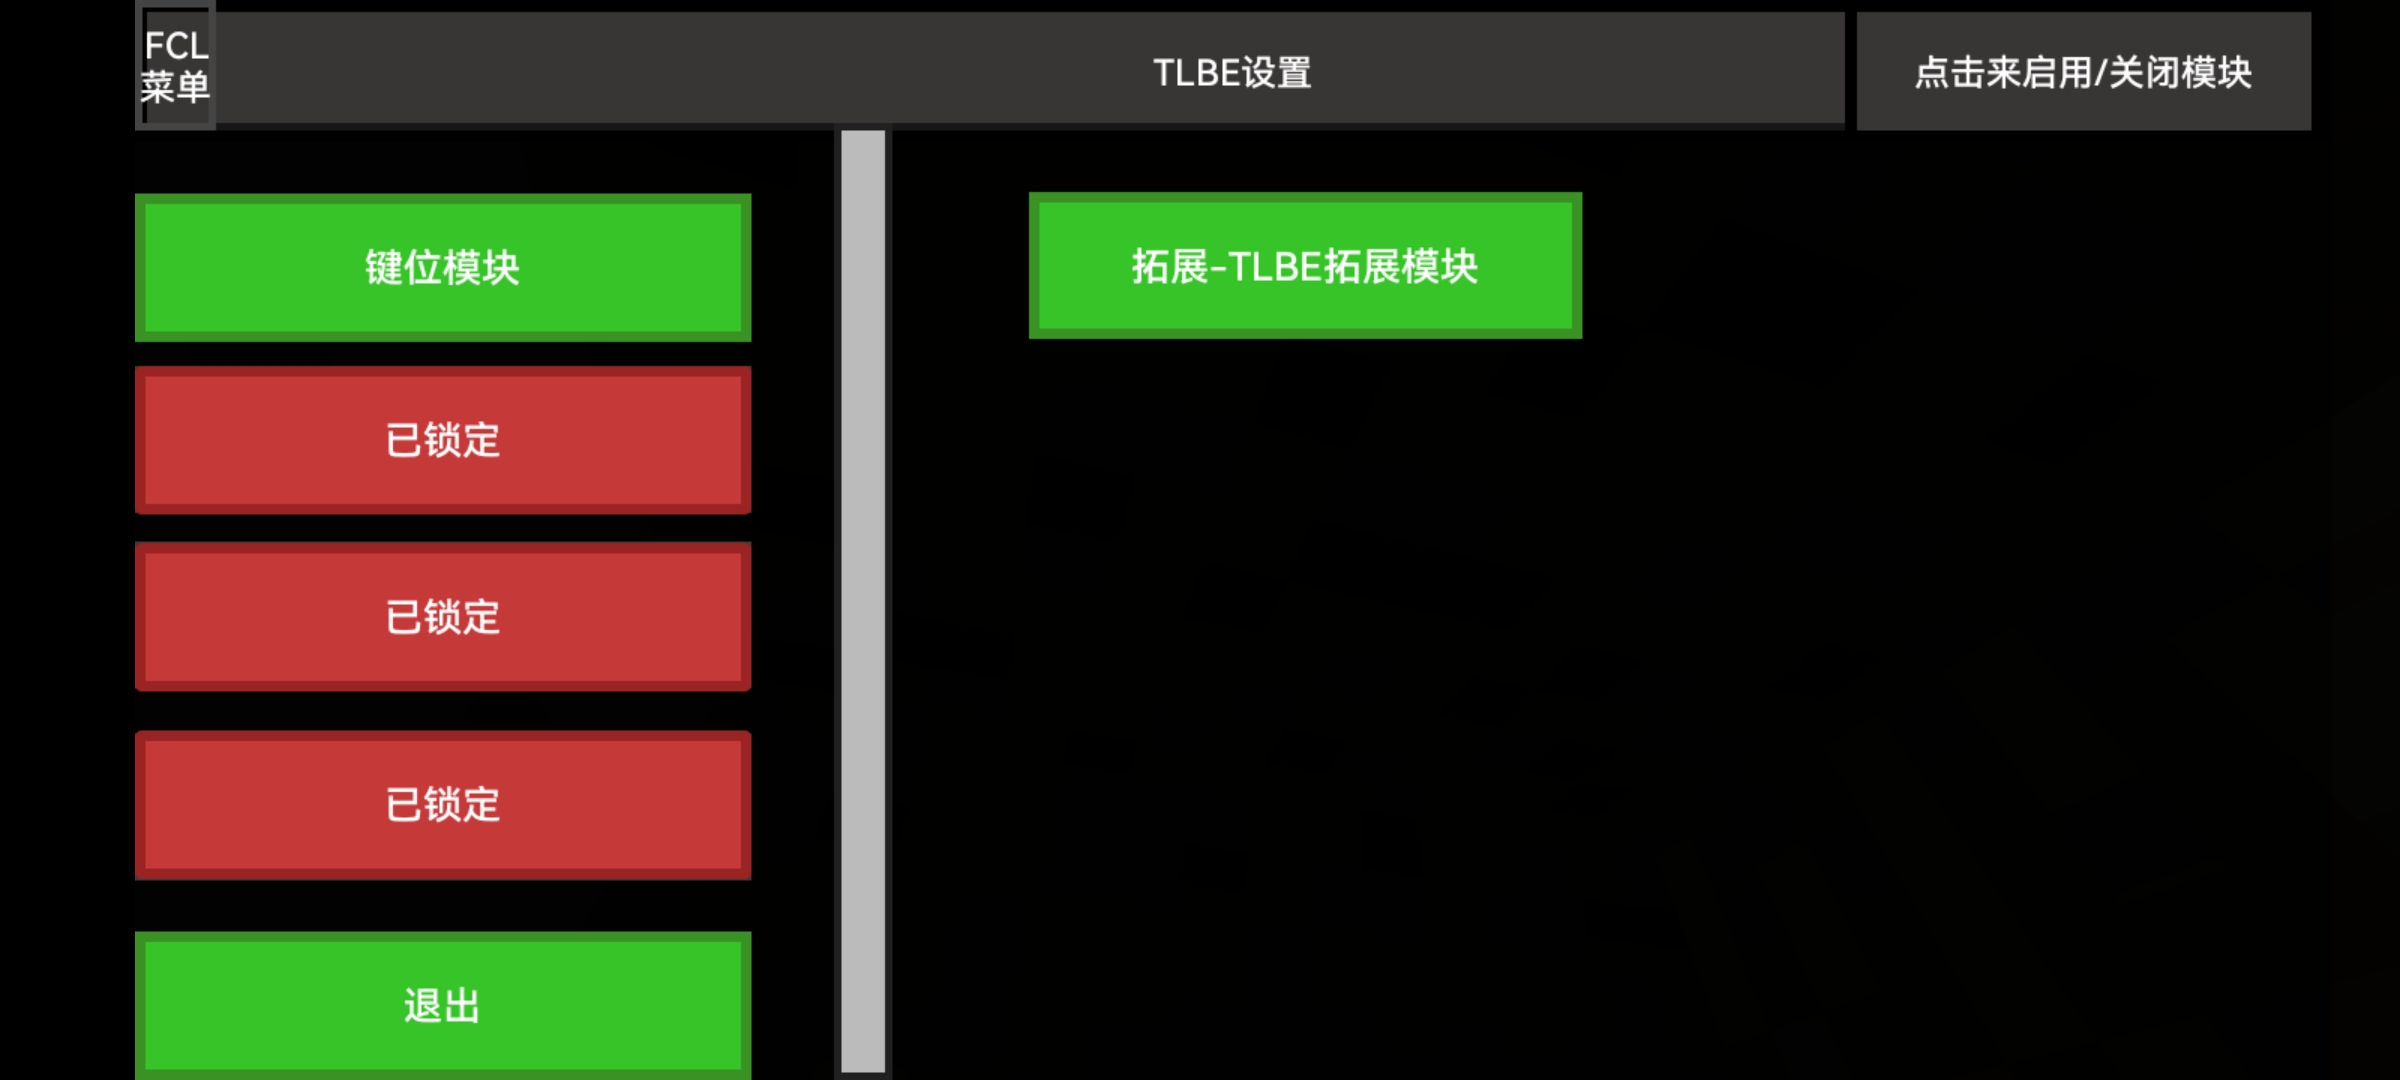 FCL
菜单
TLBE设置
点击来启用/关闭模块
键位模块
拓展-TLBE拓展模块
已锁定
已锁定
已锁定
退出